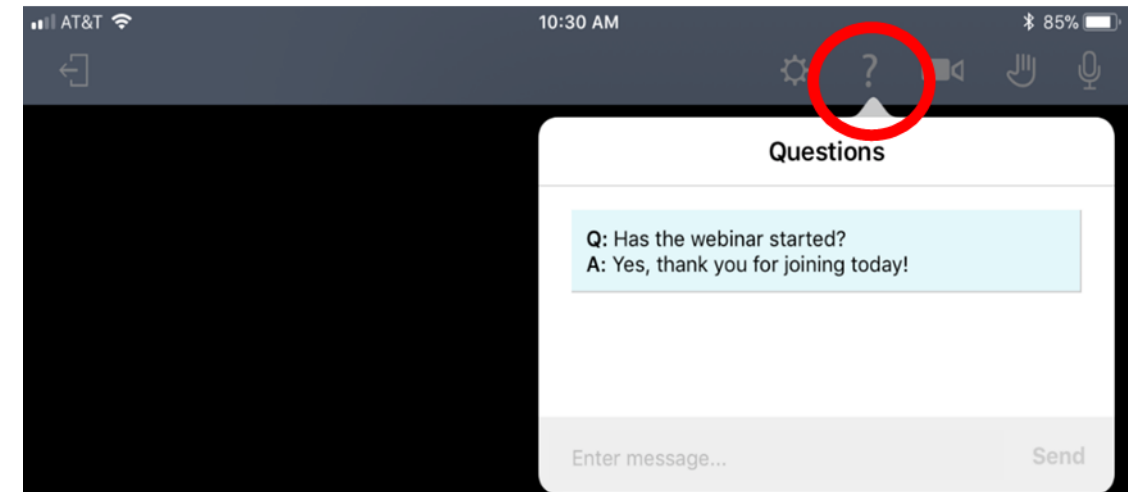 AT&T
10:30 AM
85%
?
Questions
Q: Has the webinar started?
A: Yes, thank you for joining today!
Enter message...
Send